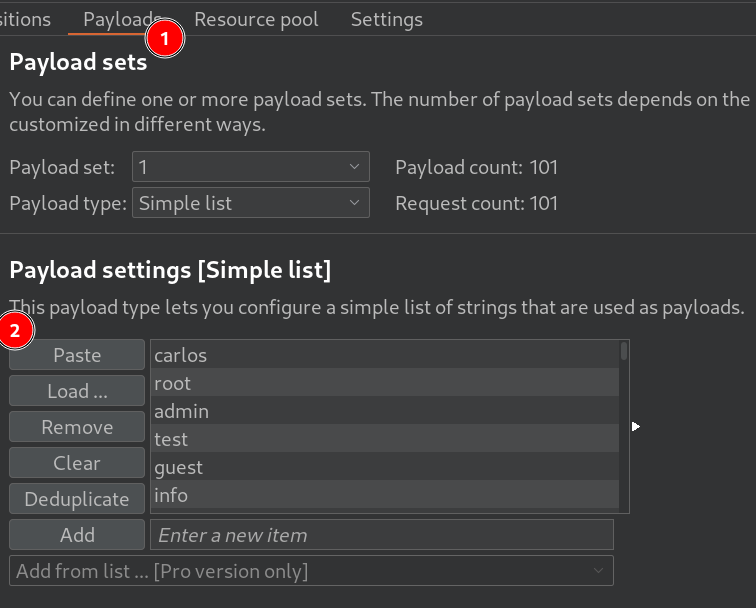 sitions Payloads Resource pool Settings
1
Payload sets
You can define one or more payload sets. The number of payload sets depends on the
customized in different ways.
Payload set: 1 Payload count: 101
Payload type: Simple list Request count: 101
Payload settings [Simple list]
This payload type lets you configure a simple list of strings that are used as payloads.
2
Paste carlos
Load ... root
Remove admin
Clear test
Deduplicate guest
info
Add Enter a new item
Add from list ... [Pro version only]